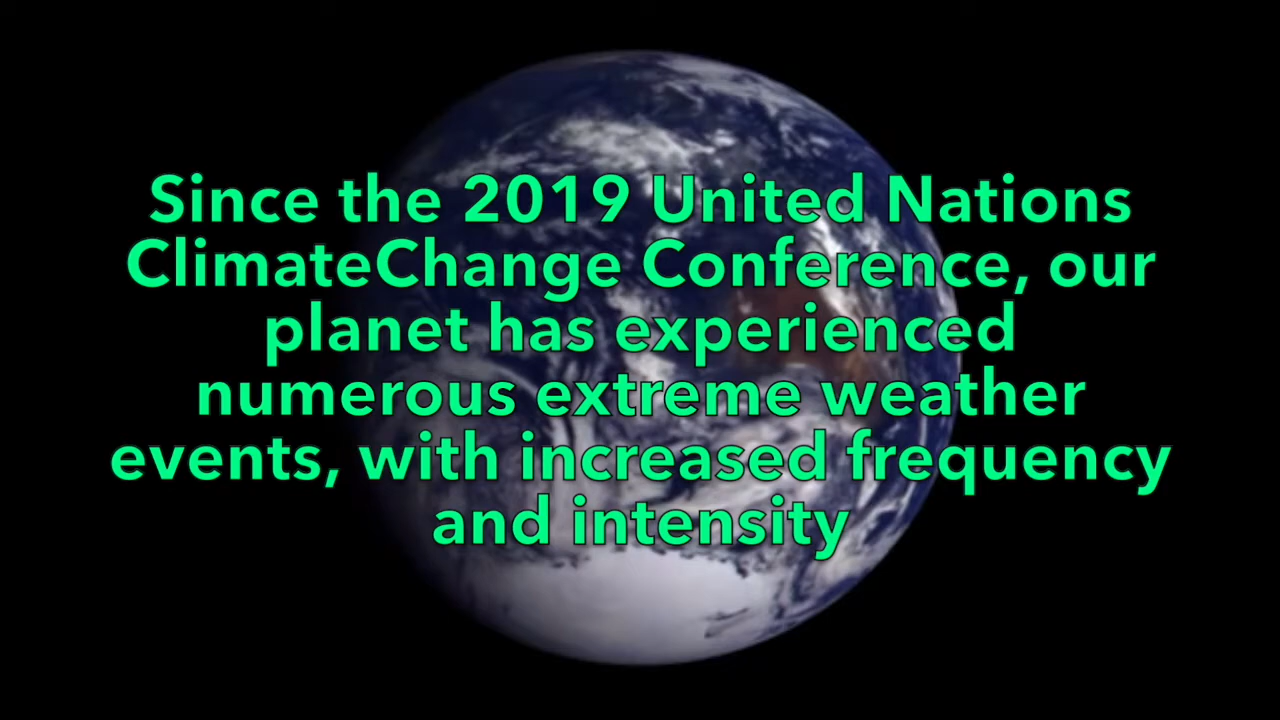 Since the 2019 United Nations
ClimateChange Conference, our
planet has experienced
numerous extreme weather
events, with increased frequency
and intensity